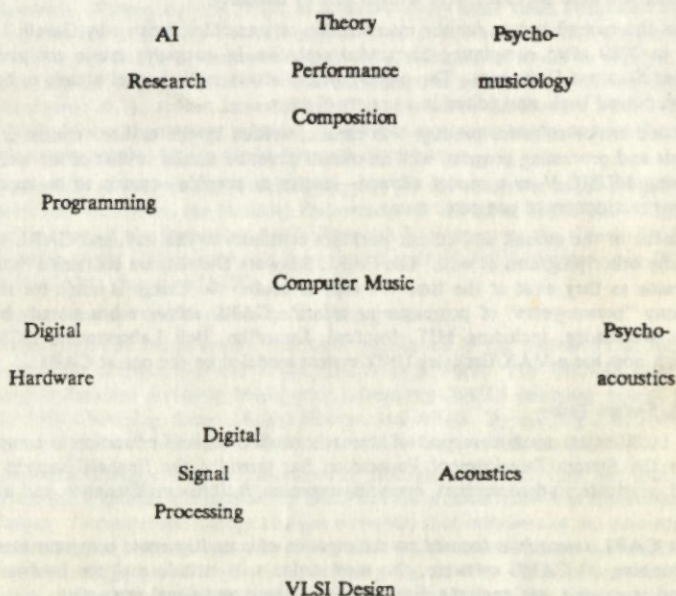 AI
Research
Theory
Performance
Composition
Psycho-
musicology
Programming
Computer Music
Digital
Hardware
Psycho-
acoustics
Digital
Signal
Processing
Acoustics
VLSI Design